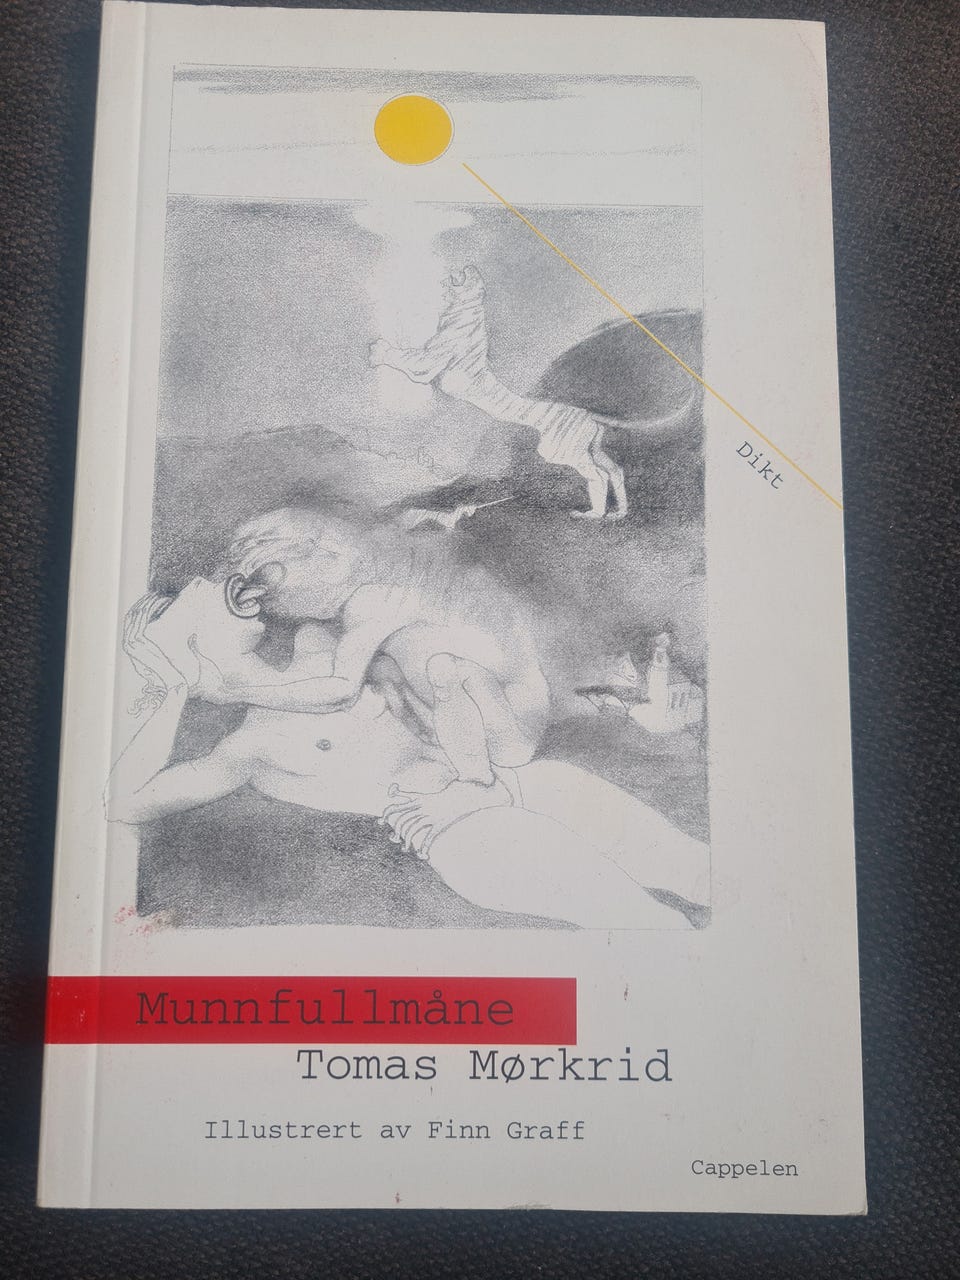 Dikt
Munnfullmåne
Tomas Mørkrid
Illustrert av Finn Graff
Cappelen